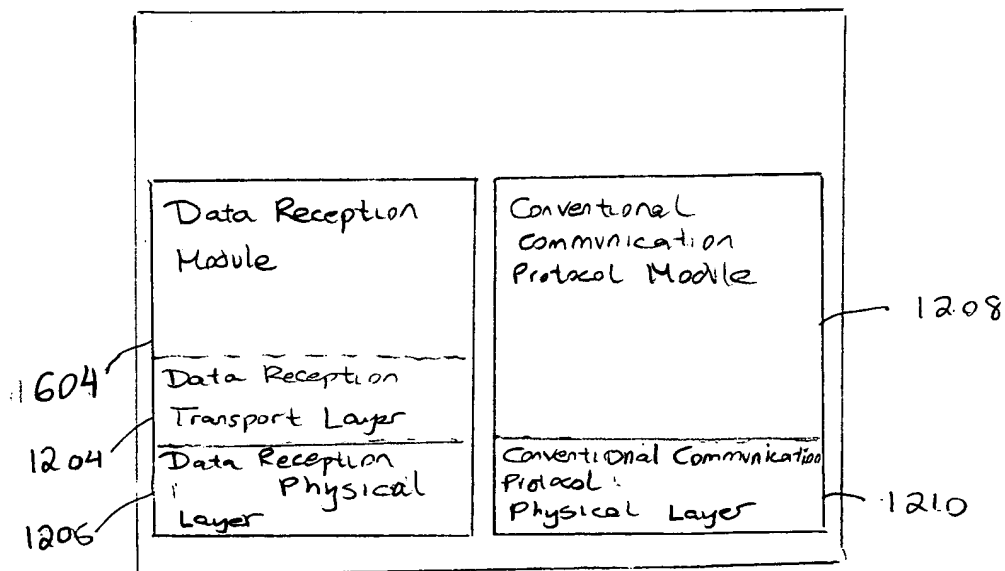 Data Reception
Module
Data Reception
Transport Layer
Data Reception
Physical
Layer
Conventional
Communication
Protocol Module
Conventional Communication
Protocol
Physical Layer
1604
1204
1206
1208
1210